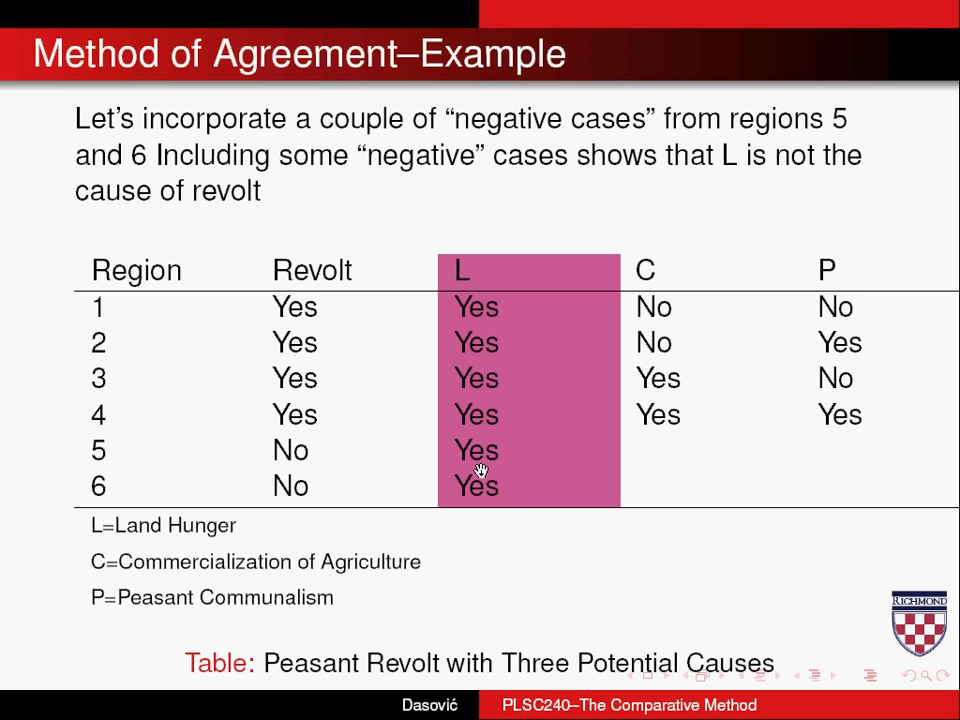 Method of Agreement–Example
Let's incorporate a couple of “negative cases” from regions 5
and 6 Including some “negative” cases shows that L is not the
cause of revolt
Region Revolt L C P
1 Yes Yes No No
2 Yes Yes No Yes
3 Yes Yes Yes No
4 Yes Yes Yes Yes
5 No Yes
6 No Yes
L=Land Hunger
C=Commercialization of Agriculture
P=Peasant Communalism
RICHMOND
Table: Peasant Revolt with Three Potential Causes
Dasović PLSC240–The Comparative Method